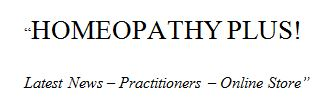 “HOMEOPATHY PLUS!
Latest News – Practitioners – Online Store”